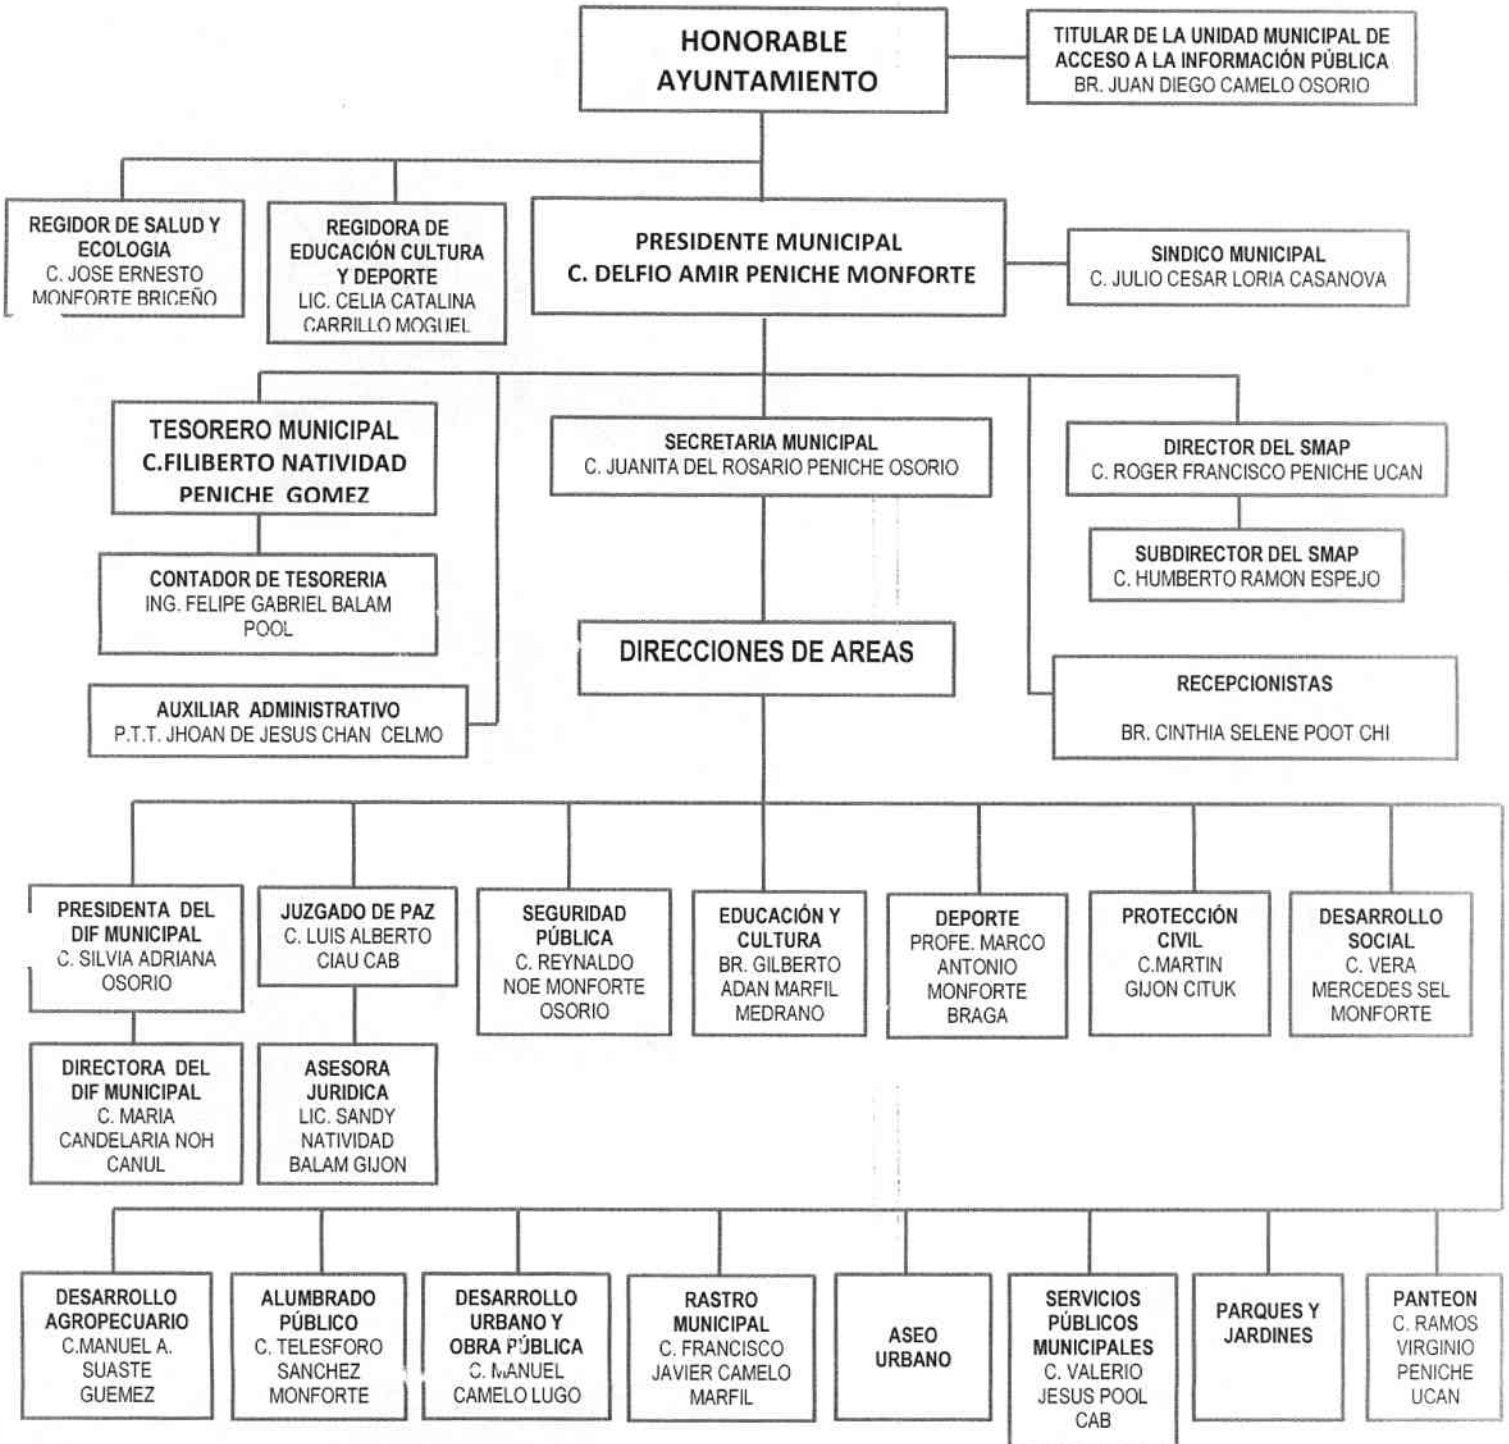 HONORABLE
AYUNTAMIENTO
TITULAR DE LA UNIDAD MUNICIPAL DE
ACCESO A LA INFORMACIÓN PÚBLICA
BR. JUAN DIEGO CAMELO OSORIO
REGIDOR DE SALUD Y
ECOLOGIA
C. JOSE ERNESTO
MONFORTE BRICEÑO
REGIDORA DE
EDUCACIÓN CULTURA
Y DEPORTE
LIC. CELIA CATALINA
CARRILLO MOGUEL
PRESIDENTE MUNICIPAL
C. DELFIO AMIR PENICHE MONFORTE
SINDICO MUNICIPAL
C. JULIO CESAR LORIA CASANOVA
TESORERO MUNICIPAL
C.FILIBERTO NATIVIDAD
PENICHE GOMEZ
SECRETARIA MUNICIPAL
C. JUANITA DEL ROSARIO PENICHE OSORIO
DIRECTOR DEL SMAP
C. ROGER FRANCISCO PENICHE UCAN
CONTADOR DE TESORERIA
ING. FELIPE GABRIEL BALAM
POOL
SUBDIRECTOR DEL SMAP
C. HUMBERTO RAMON ESPEJO
DIRECCIONES DE AREAS
AUXILIAR ADMINISTRATIVO
P.T.T. JHOAN DE JESUS CHAN CELMO
RECEPCIONISTAS
BR. CINTHIA SELENE POOT CHI
PRESIDENTA DEL
DIF MUNICIPAL
C. SILVIA ADRIANA
OSORIO
JUZGADO DE PAZ
C. LUIS ALBERTO
CIAU CAB
SEGURIDAD
PÚBLICA
C. REYNALDO
NOE MONFORTE
OSORIO
EDUCACIÓN Y
CULTURA
BR. GILBERTO
ADAN MARFIL
MEDRANO
DEPORTE
PROFE. MARCO
ANTONIO
MONFORTE
BRAGA
PROTECCIÓN
CIVIL
C.MARTIN
GIJON CITUK
DESARROLLO
SOCIAL
C. VERA
MERCEDES SEL
MONFORTE
DIRECTORA DEL
DIF MUNICIPAL
C. MARIA
CANDELARIA NOH
CANUL
ASESORA
JURIDICA
LIC. SANDY
NATIVIDAD
BALAM GIJON
DESARROLLO
AGROPECUARIO
C.MANUEL A.
SUASTE
GUEMEZ
ALUMBRADO
PÚBLICO
C. TELESFORO
SANCHEZ
MONFORTE
DESARROLLO
URBANO Y
OBRA PÚBLICA
C. MANUEL
CAMELO LUGO
RASTRO
MUNICIPAL
C. FRANCISCO
JAVIER CAMELO
MARFIL
ASEO
URBANO
SERVICIOS
PÚBLICOS
MUNICIPALES
C. VALERIO
JESUS POOL
CAB
PARQUES Y
JARDINES
PANTEON
C. RAMOS
VIRGINIO
PENICHE
UCAN